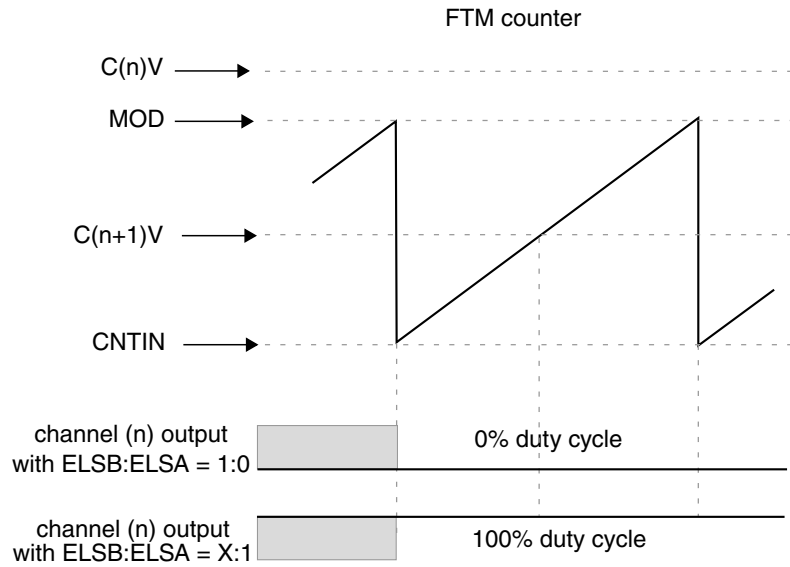 FTM counter
C(n)V
MOD
C(n+1)V
CNTIN
channel (n) output
with ELSB:ELSA = 1:0
0% duty cycle
channel (n) output
with ELSB:ELSA = X:1
100% duty cycle